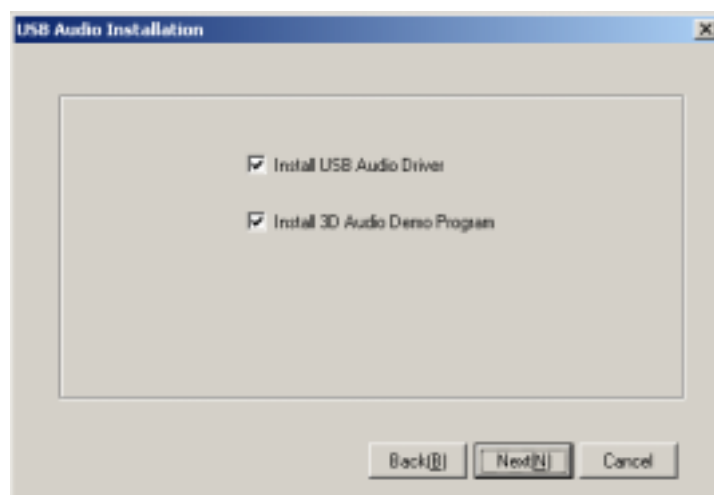 USB Audio Installation
Install USB Audio Driver
Install 3D Audio Demo Program
Back(B) Next(N) Cancel